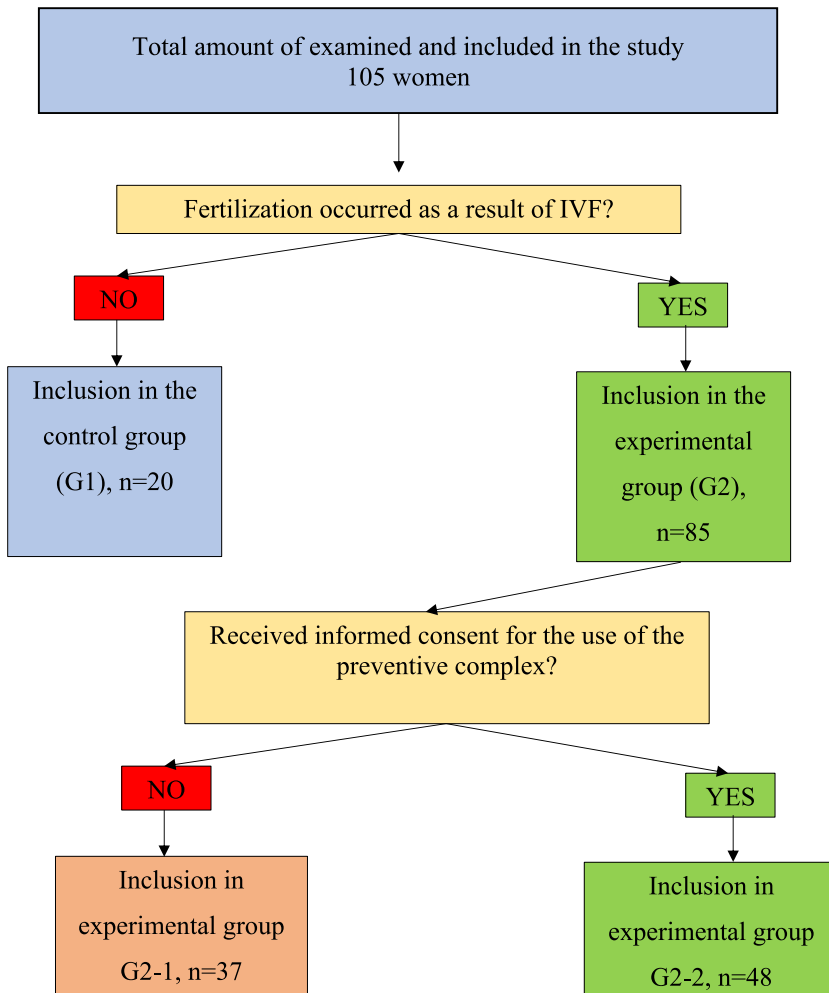 Total amount of examined and included in the study
105 women
Fertilization occurred as a result of IVF?
NO
YES
Inclusion in the
control group
(G1), n=20
Inclusion in the
experimental
group (G2),
n=85
Received informed consent for the use of the
preventive complex?
NO
YES
Inclusion in
experimental group
G2-1, n=37
Inclusion in
experimental group
G2-2, n=48